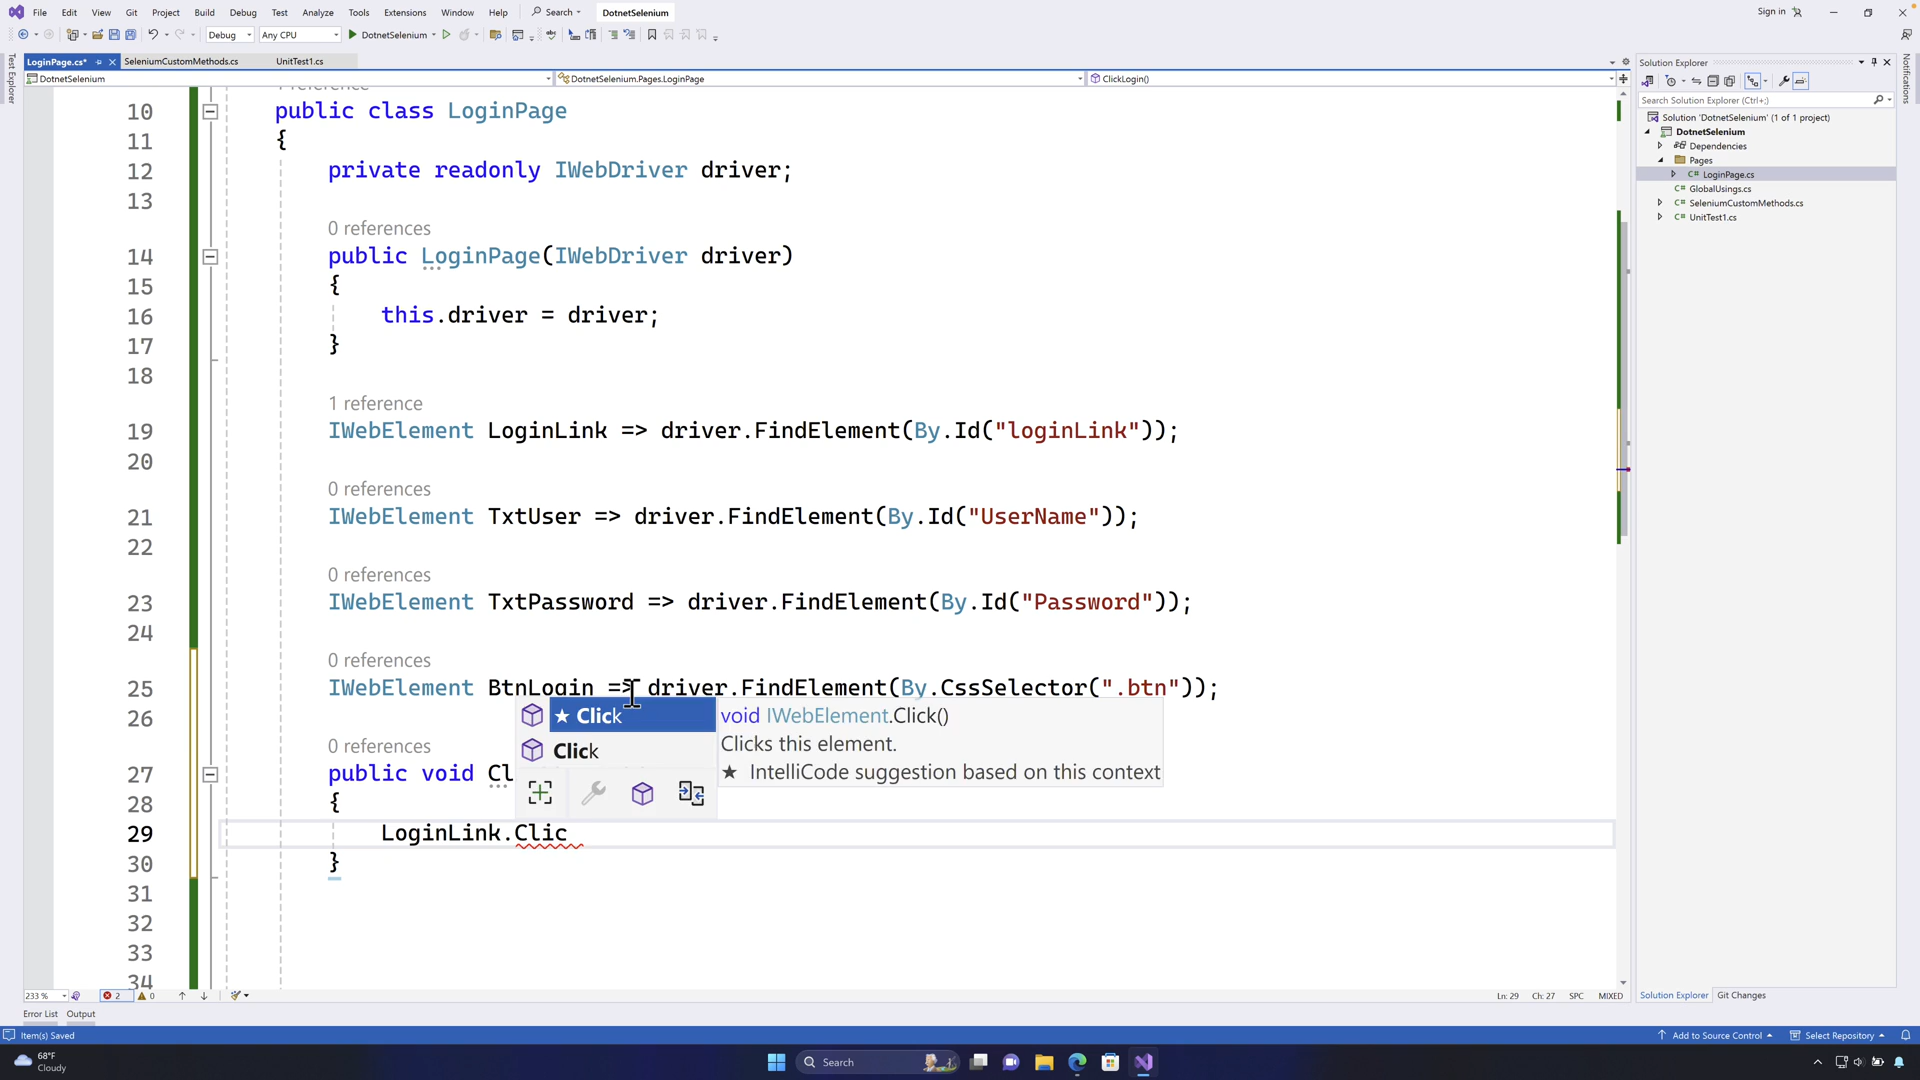 File Edit View Git Project Build Debug Test Analyze Tools Extensions Window Help Search DotnetSelenium Sign in
Debug Any CPU DotnetSelenium
LoginPage.cs* SeleniumCustomMethods.cs UnitTest1.cs
DotnetSelenium DotnetSelenium.Pages.LoginPage ClickLogin()
Test Explorer
10 public class LoginPage
11 {
12 private readonly IWebDriver driver;
13
0 references
14 public LoginPage(IWebDriver driver)
15 {
16 this.driver = driver;
17 }
18
1 reference
19 IWebElement LoginLink => driver.FindElement(By.Id("loginLink"));
20
0 references
21 IWebElement TxtUser => driver.FindElement(By.Id("UserName"));
22
0 references
23 IWebElement TxtPassword => driver.FindElement(By.Id("Password"));
24
0 references
25 IWebElement BtnLogin => driver.FindElement(By.CssSelector(".btn"));
26
★ Click void IWebElement.Click()
Clicks this element.
Click
★ IntelliCode suggestion based on this context
0 references
27 public void Cl
28 {
29 LoginLink.Clic
30 }
31
32
33
34
233 % 2 0 Ln: 29 Ch: 27 SPC MIXED
Error List Output
Item(s) Saved Add to Source Control Select Repository
Solution Explorer
Search Solution Explorer (Ctrl+;)
Solution 'DotnetSelenium' (1 of 1 project)
DotnetSelenium
Dependencies
Pages
C# LoginPage.cs
C# GlobalUsings.cs
C# SeleniumCustomMethods.cs
C# UnitTest1.cs
Solution Explorer Git Changes
Notifications
68°F
Cloudy
Search